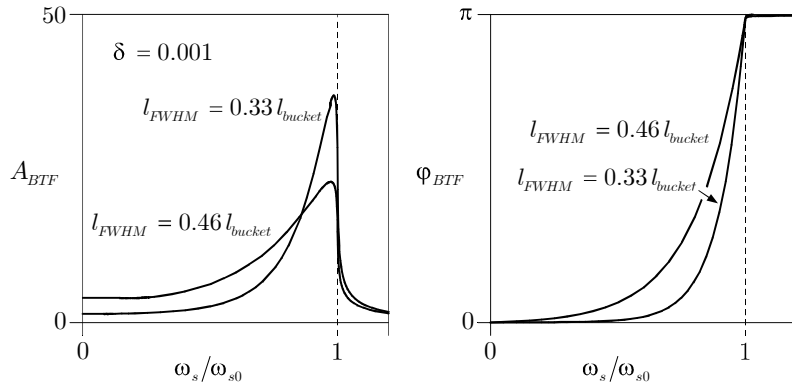 50
δ = 0.001
l_FWHM = 0.33 l_bucket
A_BTF
l_FWHM = 0.46 l_bucket
0
0
1
ω_s/ω_s0
π
l_FWHM = 0.46 l_bucket
φ_BTF
l_FWHM = 0.33 l_bucket
0
0
1
ω_s/ω_s0